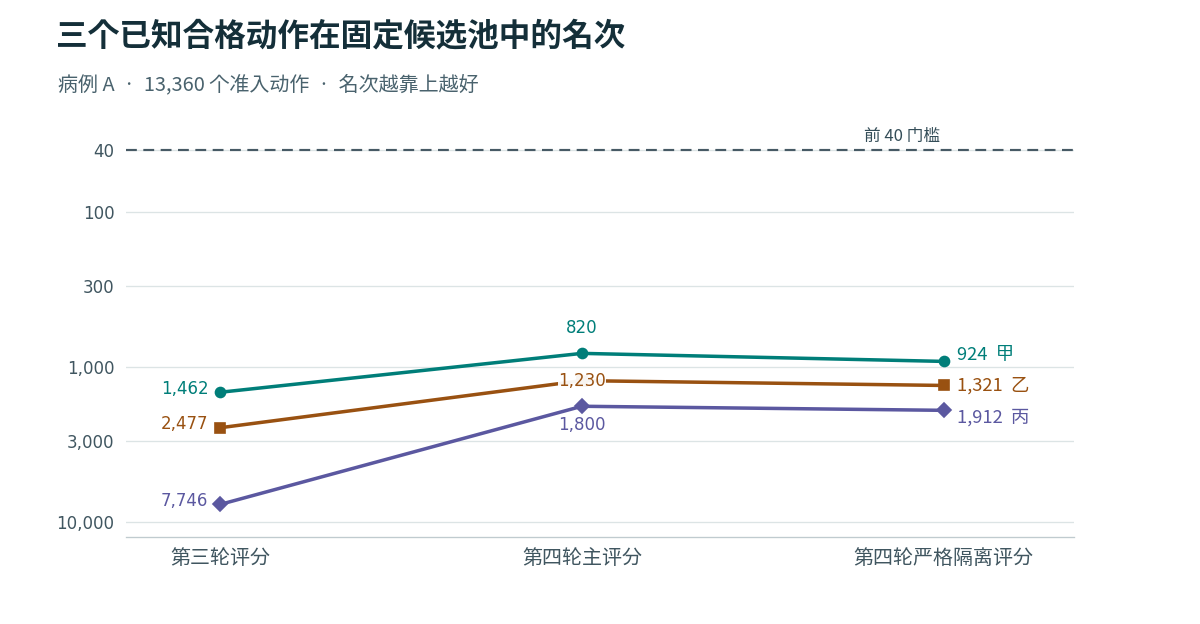 三个已知合格动作在固定候选池中的名次
病例 A · 13,360 个准入动作 · 名次越靠上越好
前 40 门槛
40
100
300
820
924 甲
1,000
1,230
1,321 乙
1,462
1,800
1,912 丙
2,477
3,000
7,746
10,000
第三轮评分
第四轮主评分
第四轮严格隔离评分